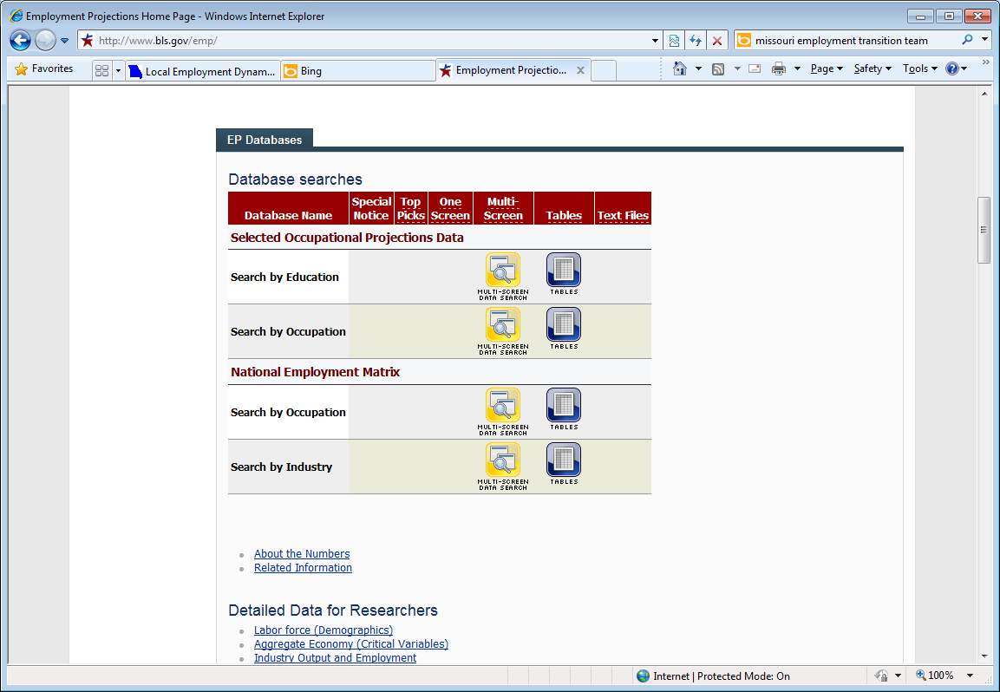 Employment Projections Home Page - Windows Internet Explorer
http://www.bls.gov/emp/
missouri employment transition team
Favorites
Local Employment Dynam...
Bing
Employment Projectio...
Page
Safety
Tools
EP Databases
Database searches
Database Name
Special Notice
Top Picks
One Screen
Multi-Screen
Tables
Text Files
Selected Occupational Projections Data
Search by Education
MULTI-SCREEN
DATA SEARCH
TABLES
Search by Occupation
MULTI-SCREEN
DATA SEARCH
TABLES
National Employment Matrix
Search by Occupation
MULTI-SCREEN
DATA SEARCH
TABLES
Search by Industry
MULTI-SCREEN
DATA SEARCH
TABLES
About the Numbers
Related Information
Detailed Data for Researchers
Labor force (Demographics)
Aggregate Economy (Critical Variables)
Industry Output and Employment
Internet | Protected Mode: On
100%